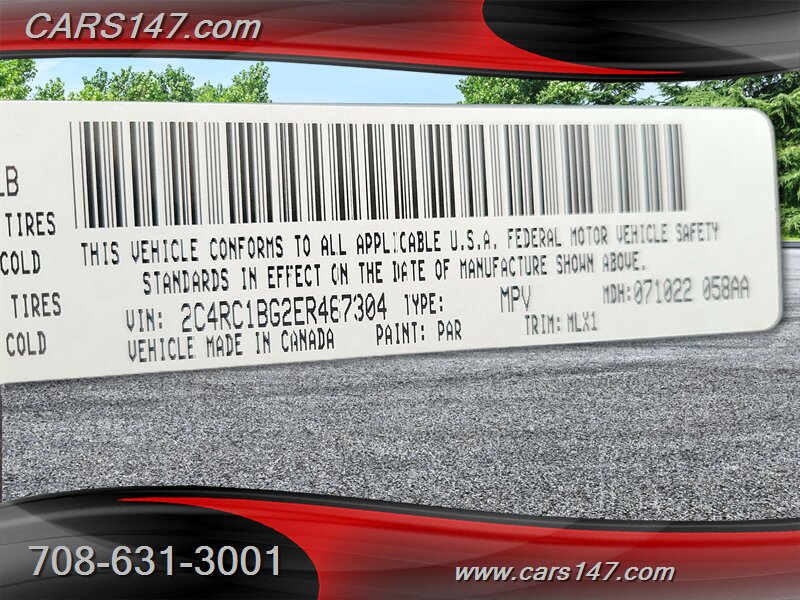 CARS147.com
LB
TIRES
COLD
TIRES
COLD
THIS VEHICLE CONFORMS TO ALL APPLICABLE U.S.A. FEDERAL MOTOR VEHICLE SAFETY
STANDARDS IN EFFECT ON THE DATE OF MANUFACTURE SHOWN ABOVE.
VIN: 2C4RC1BG2ER467304 TYPE: MPV MDH:071022 058AA
VEHICLE MADE IN CANADA PAINT: PAR TRIM:MLX1
708-631-3001
www.cars147.com